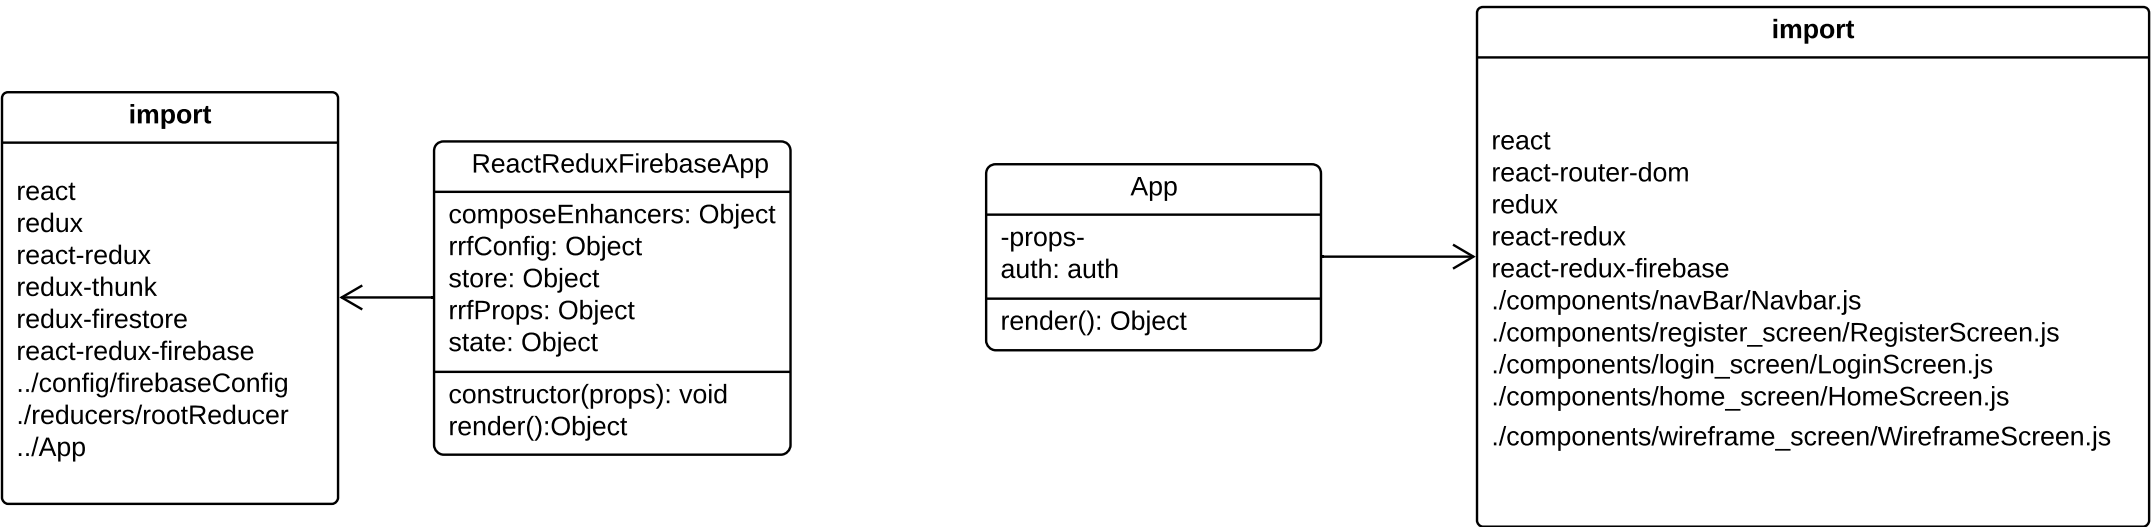 import
react
redux
react-redux
redux-thunk
redux-firestore
react-redux-firebase
../config/firebaseConfig
./reducers/rootReducer
../App
ReactReduxFirebaseApp
composeEnhancers: Object
rrfConfig: Object
store: Object
rrfProps: Object
state: Object
constructor(props): void
render():Object
App
-props-
auth: auth
render(): Object
import
react
react-router-dom
redux
react-redux
react-redux-firebase
./components/navBar/Navbar.js
./components/register_screen/RegisterScreen.js
./components/login_screen/LoginScreen.js
./components/home_screen/HomeScreen.js
./components/wireframe_screen/WireframeScreen.js